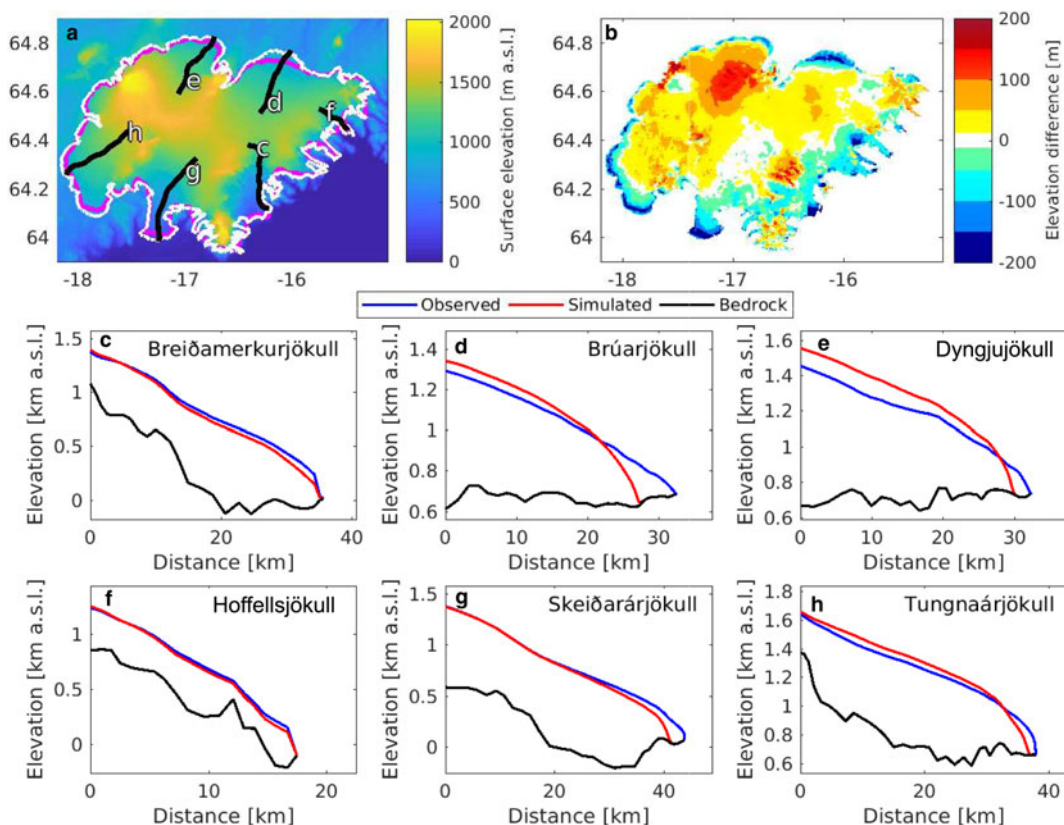 a
64.8
64.6
64.4
64.2
64
-18
-17
-16
e
d
f
h
c
g
2000
1500
1000
500
0
Surface elevation [m a.s.l.]
b
64.8
64.6
64.4
64.2
64
-18
-17
-16
200
100
10
-10
-100
-200
Elevation difference [m]
Observed Simulated Bedrock
c Breiðamerkurjökull
1.5
1
0.5
0
0 20 40
Elevation [km a.s.l.]
Distance [km]
d Brúarjökull
1.4
1.2
1
0.8
0.6
0 10 20 30
Elevation [km a.s.l.]
Distance [km]
e Dyngjujökull
1.6
1.4
1.2
1
0.8
0.6
0 10 20 30
Elevation [km a.s.l.]
Distance [km]
f Hoffellsjökull
1
0.5
0
0 10 20
Elevation [km a.s.l.]
Distance [km]
g Skeiðarárjökull
1.5
1
0.5
0
0 20 40
Elevation [km a.s.l.]
Distance [km]
h Tungnaárjökull
1.6
1.4
1.2
1
0.8
0.6
0 20 40
Elevation [km a.s.l.]
Distance [km]